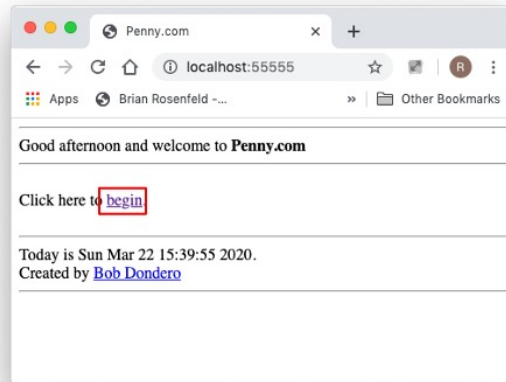 Penny.com
localhost:55555
R
Apps
Brian Rosenfeld -...
»
Other Bookmarks
Good afternoon and welcome to Penny.com
Click here to begin.
Today is Sun Mar 22 15:39:55 2020.
Created by Bob Dondero